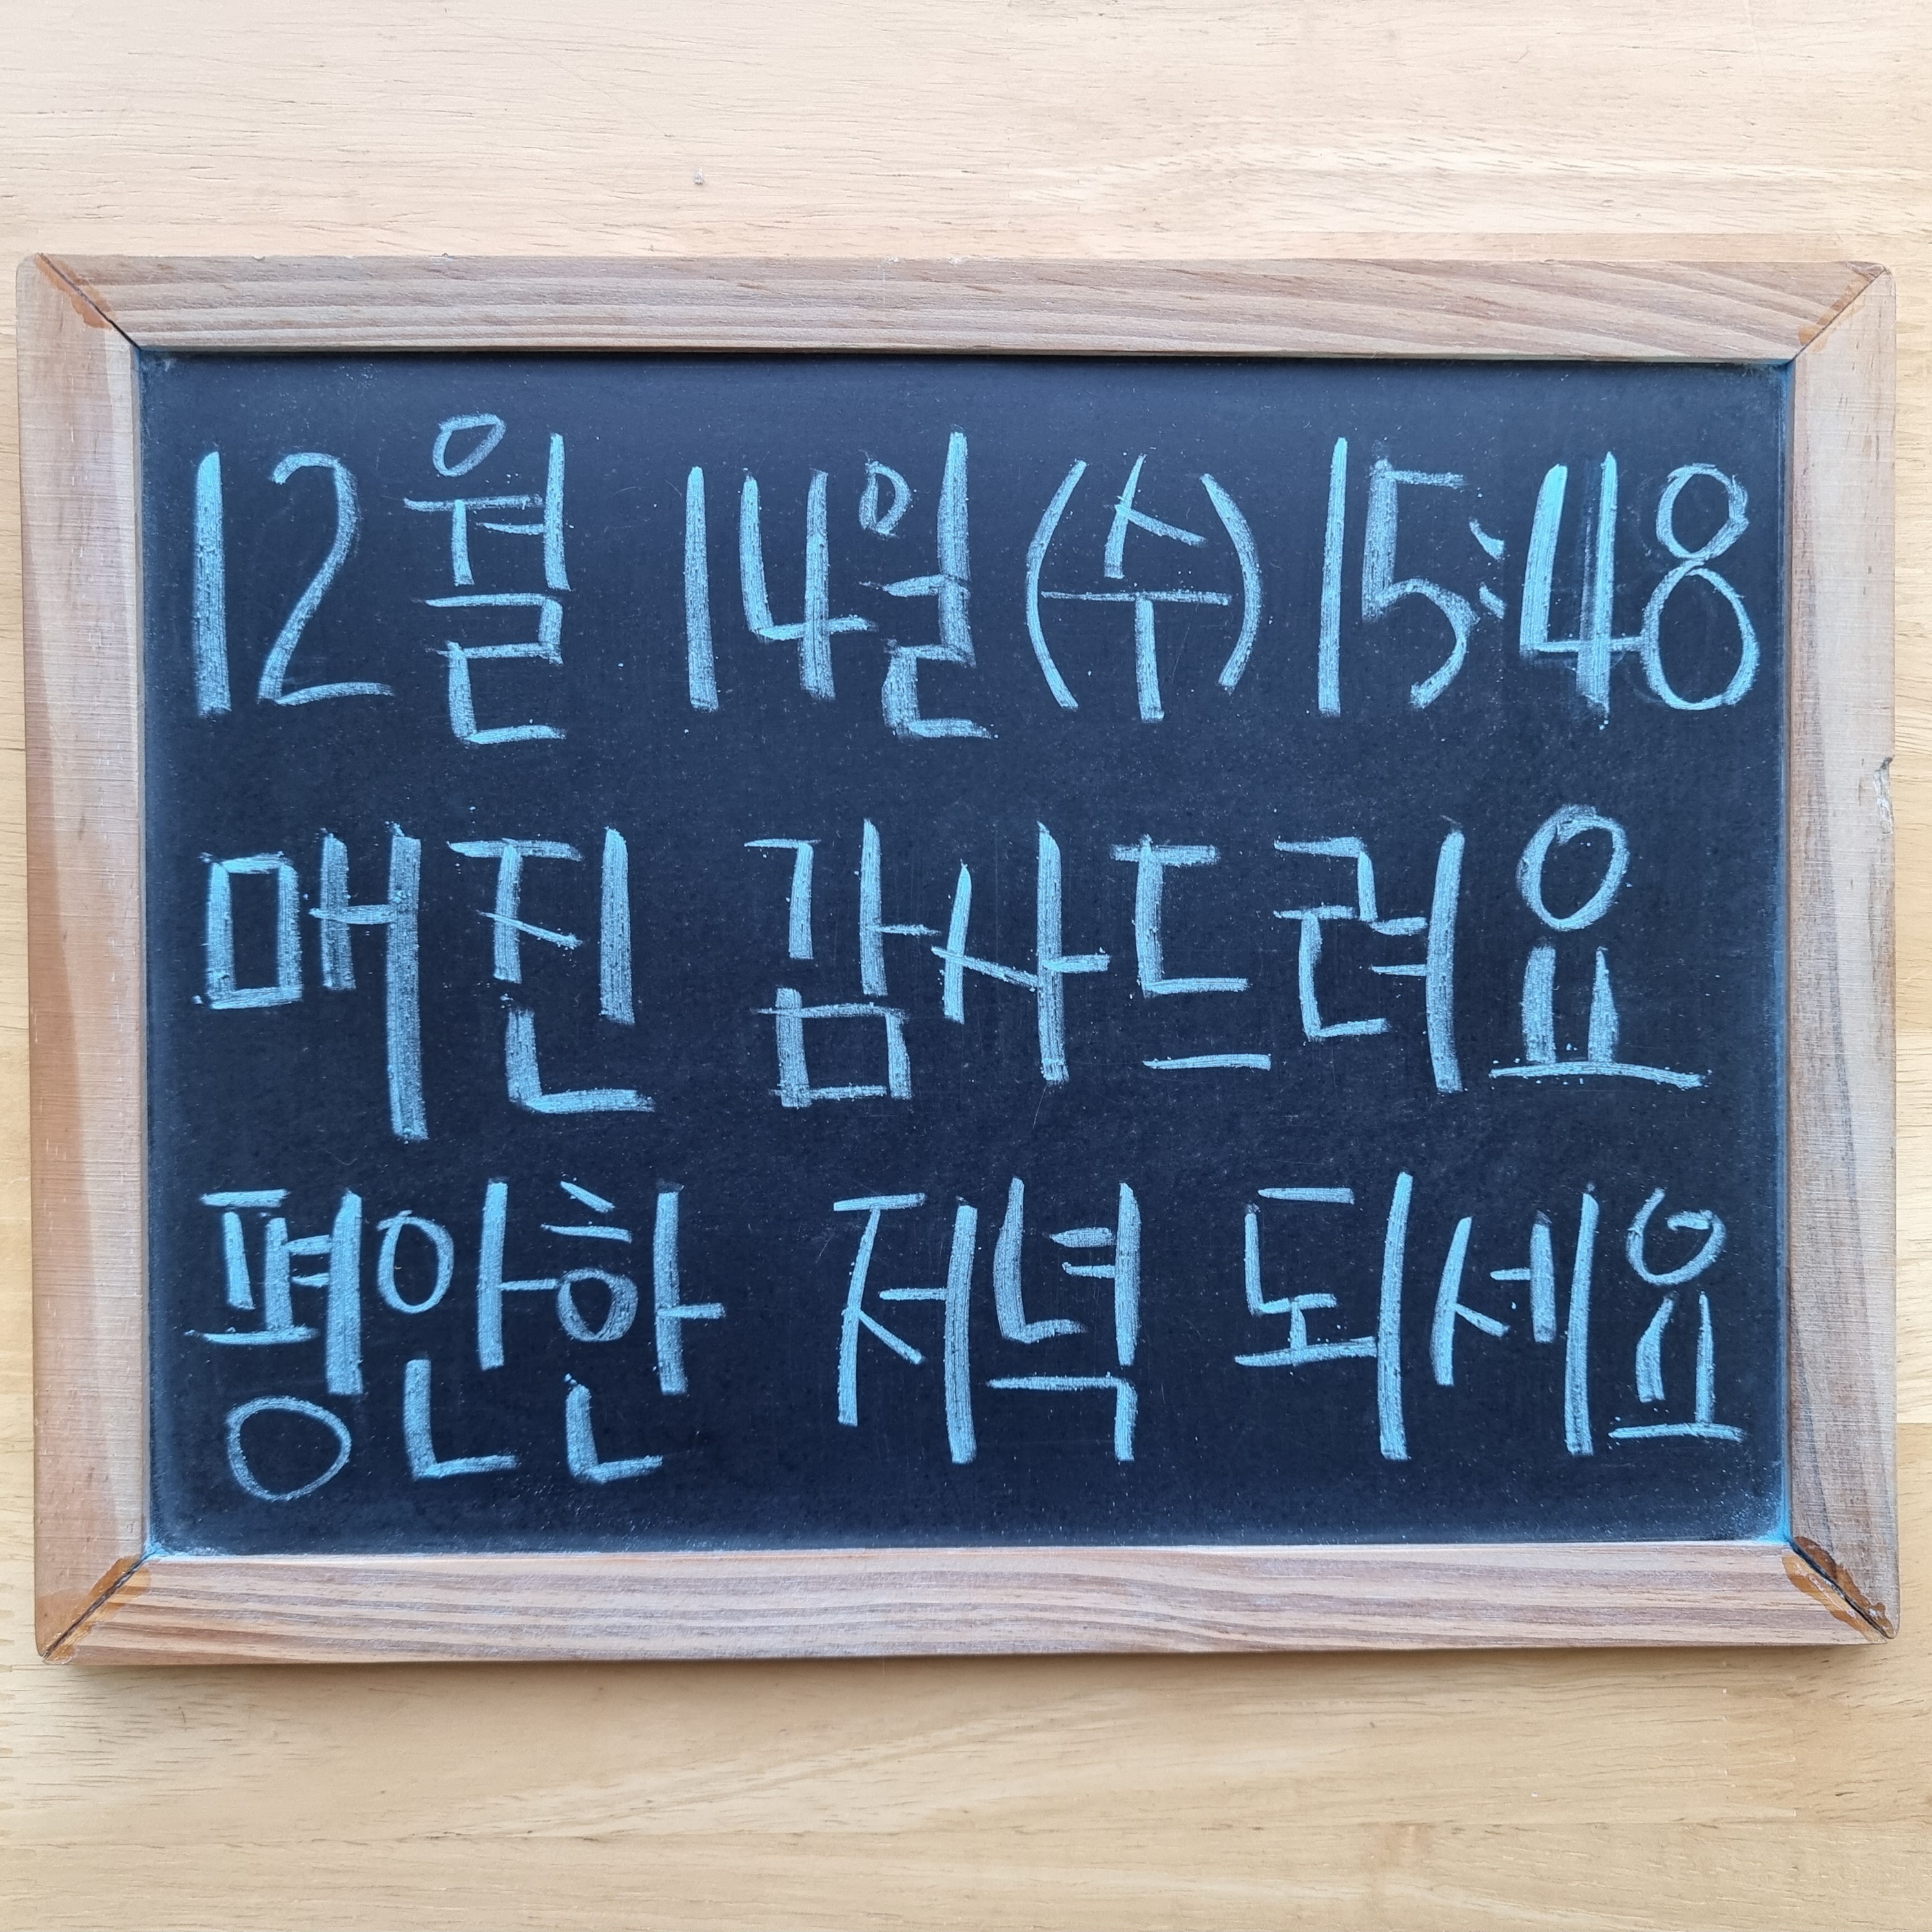 12월 14일(수) 15:48
매진 감사드려요
평안한 저녁 되세요